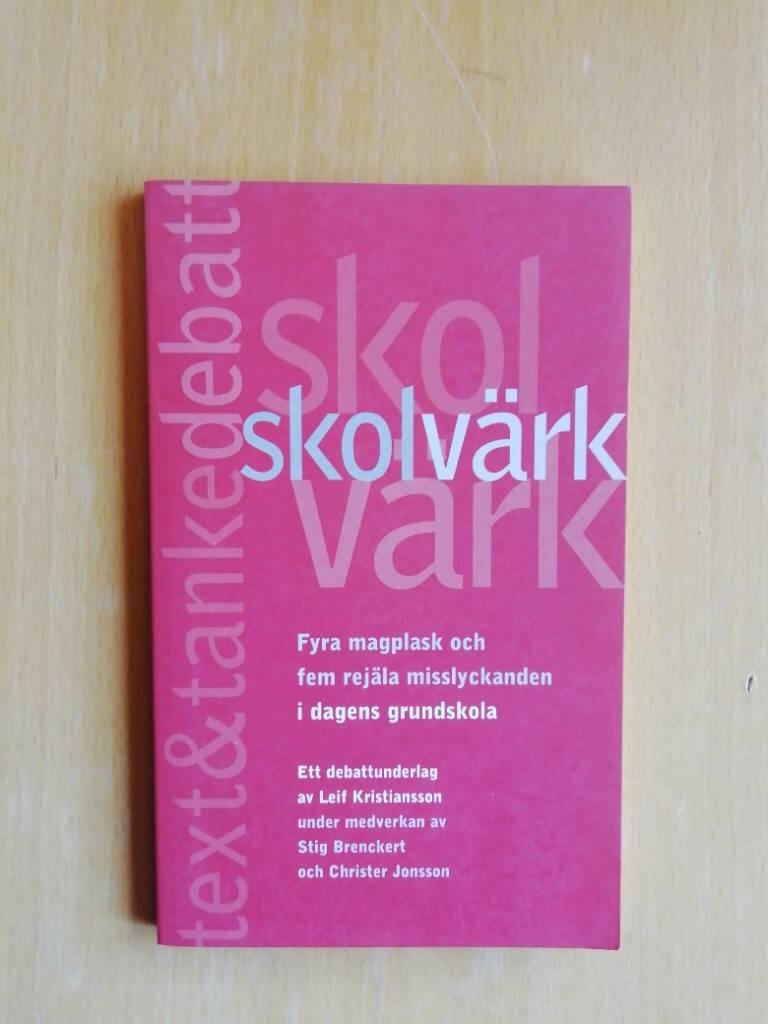 text&tankedebatt
skol
skolvärk
värk
Fyra magplask och
fem rejäla misslyckanden
i dagens grundskola
Ett debattunderlag
av Leif Kristiansson
under medverkan av
Stig Brenckert
och Christer Jonsson